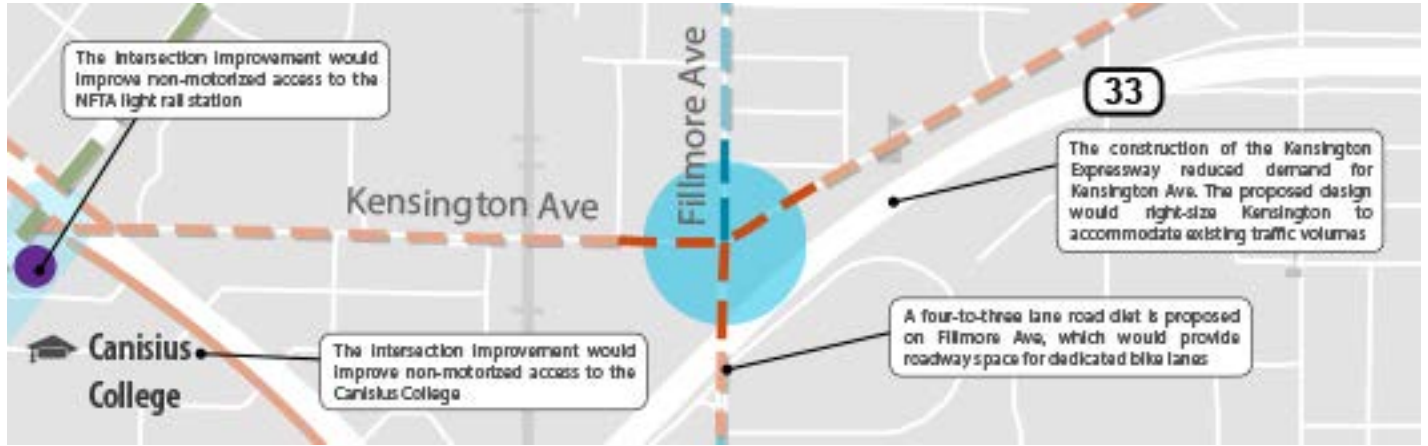 The Intersection Improvement would
improve non-motorized access to the
NFTA light rail station
Kensington Ave
Fillmore Ave
33
The construction of the Kensington
Expressway reduced demand for
Kensington Ave. The proposed design
would right-size Kensington to
accommodate existing traffic volumes
A four-to-three lane road diet is proposed
on Fillmore Ave, which would provide
roadway space for dedicated bike lanes
Canisius
College
The Intersection Improvement would
improve non-motorized access to the
Canisius College